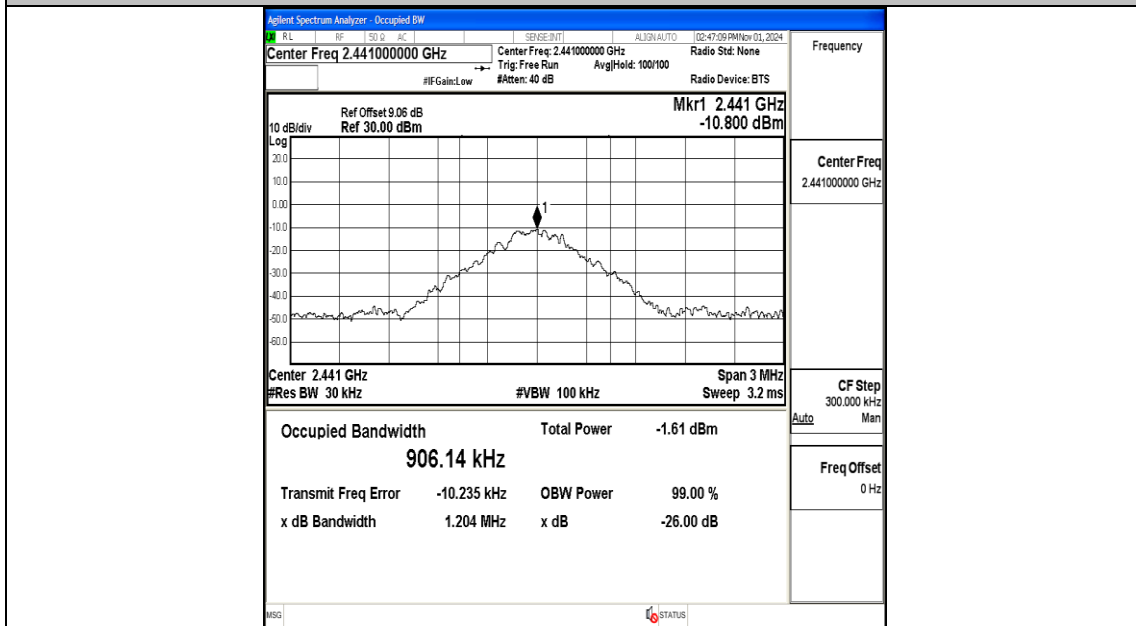 Agilent Spectrum Analyzer - Occupied BW
RL RF 50 Ω AC SENSE:INT ALIGN AUTO 02:47:09 PM Nov 01, 2024
Center Freq 2.441000000 GHz
Center Freq: 2.441000000 GHz Radio Std: None
Trig: Free Run Avg|Hold: 100/100
#IFGain:Low #Atten: 40 dB Radio Device: BTS
Frequency
Ref Offset 9.06 dB
10 dB/div Ref 30.00 dBm
Mkr1 2.441 GHz
-10.800 dBm
Log
20.0
10.0
0.00
-10.0
-20.0
-30.0
-40.0
-50.0
-60.0
1
Center 2.441 GHz Span 3 MHz
#Res BW 30 kHz #VBW 100 kHz Sweep 3.2 ms
Center Freq
2.441000000 GHz
CF Step
300.000 kHz
Auto Man
Freq Offset
0 Hz
Occupied Bandwidth Total Power -1.61 dBm
906.14 kHz
Transmit Freq Error -10.235 kHz OBW Power 99.00 %
x dB Bandwidth 1.204 MHz x dB -26.00 dB
MSG STATUS